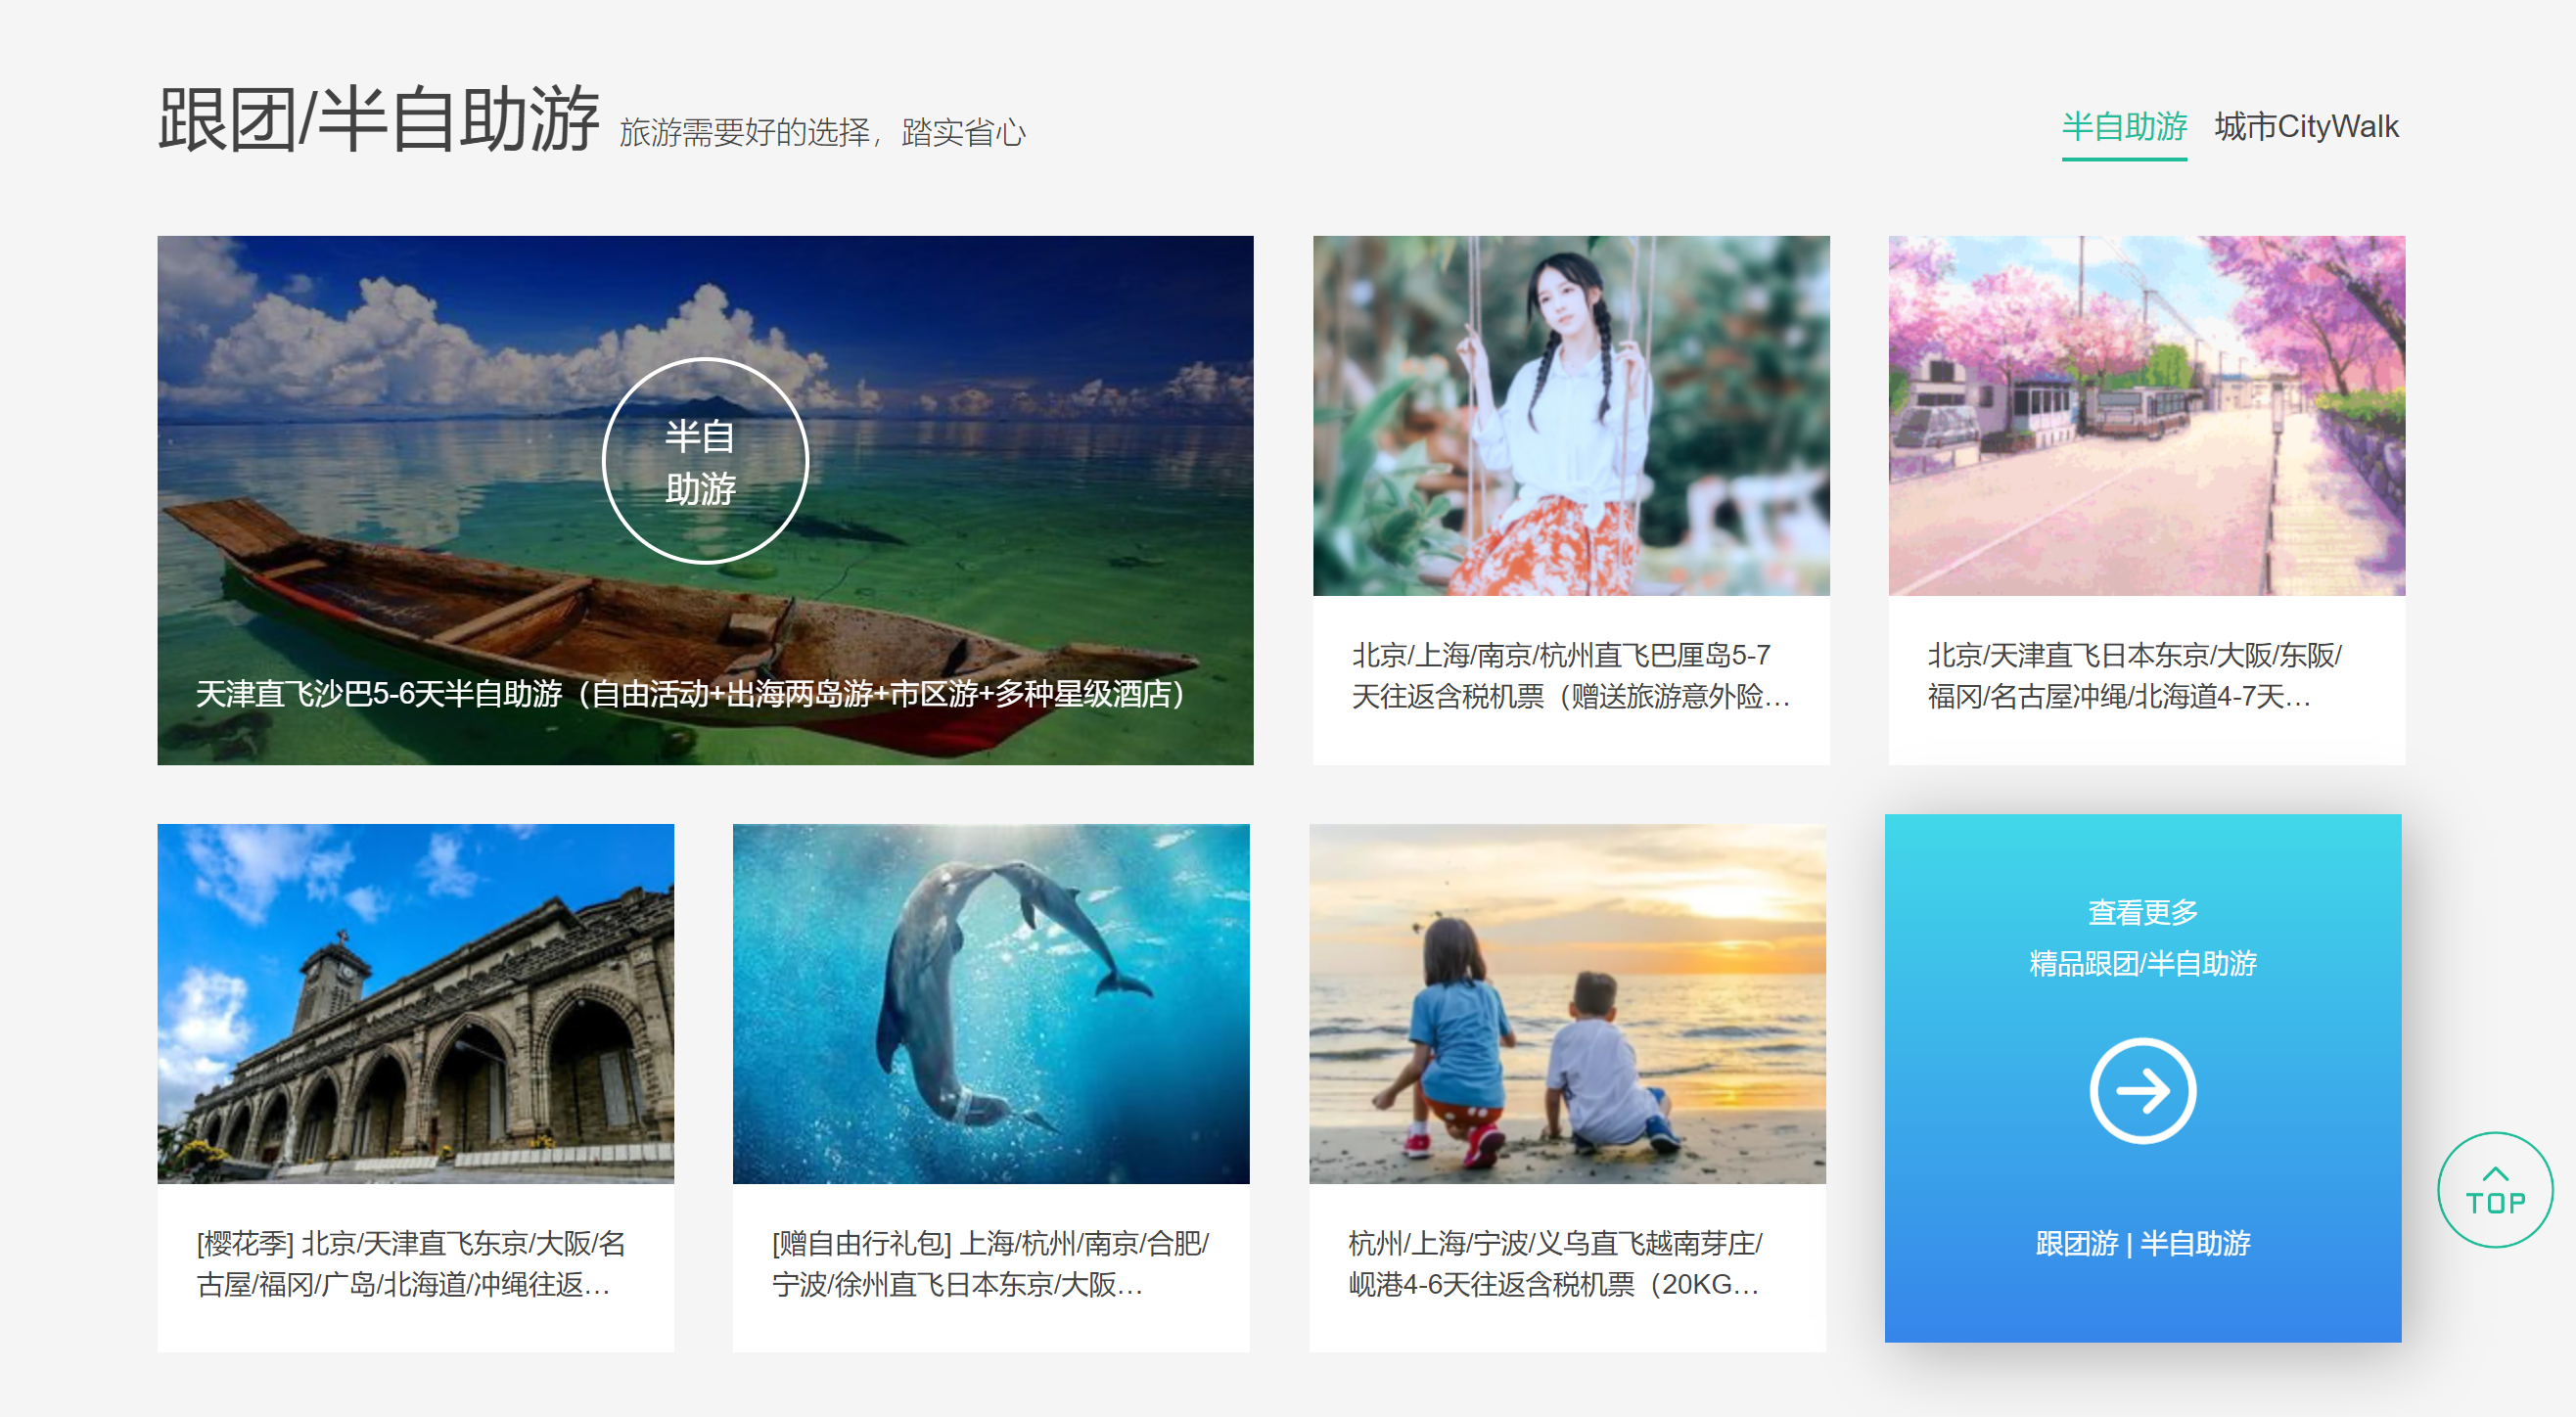 跟团/半自助游 旅游需要好的选择，踏实省心
半自助游 城市CityWalk
半自
助游
天津直飞沙巴5-6天半自助游（自由活动+出海两岛游+市区游+多种星级酒店）
北京/上海/南京/杭州直飞巴厘岛5-7
天往返含税机票（赠送旅游意外险...
北京/天津直飞日本东京/大阪/东阪/
福冈/名古屋冲绳/北海道4-7天...
[樱花季] 北京/天津直飞东京/大阪/名
古屋/福冈/广岛/北海道/冲绳往返...
[赠自由行礼包] 上海/杭州/南京/合肥/
宁波/徐州直飞日本东京/大阪...
杭州/上海/宁波/义乌直飞越南芽庄/
岘港4-6天往返含税机票（20KG...
查看更多
精品跟团/半自助游
跟团游 | 半自助游
TOP